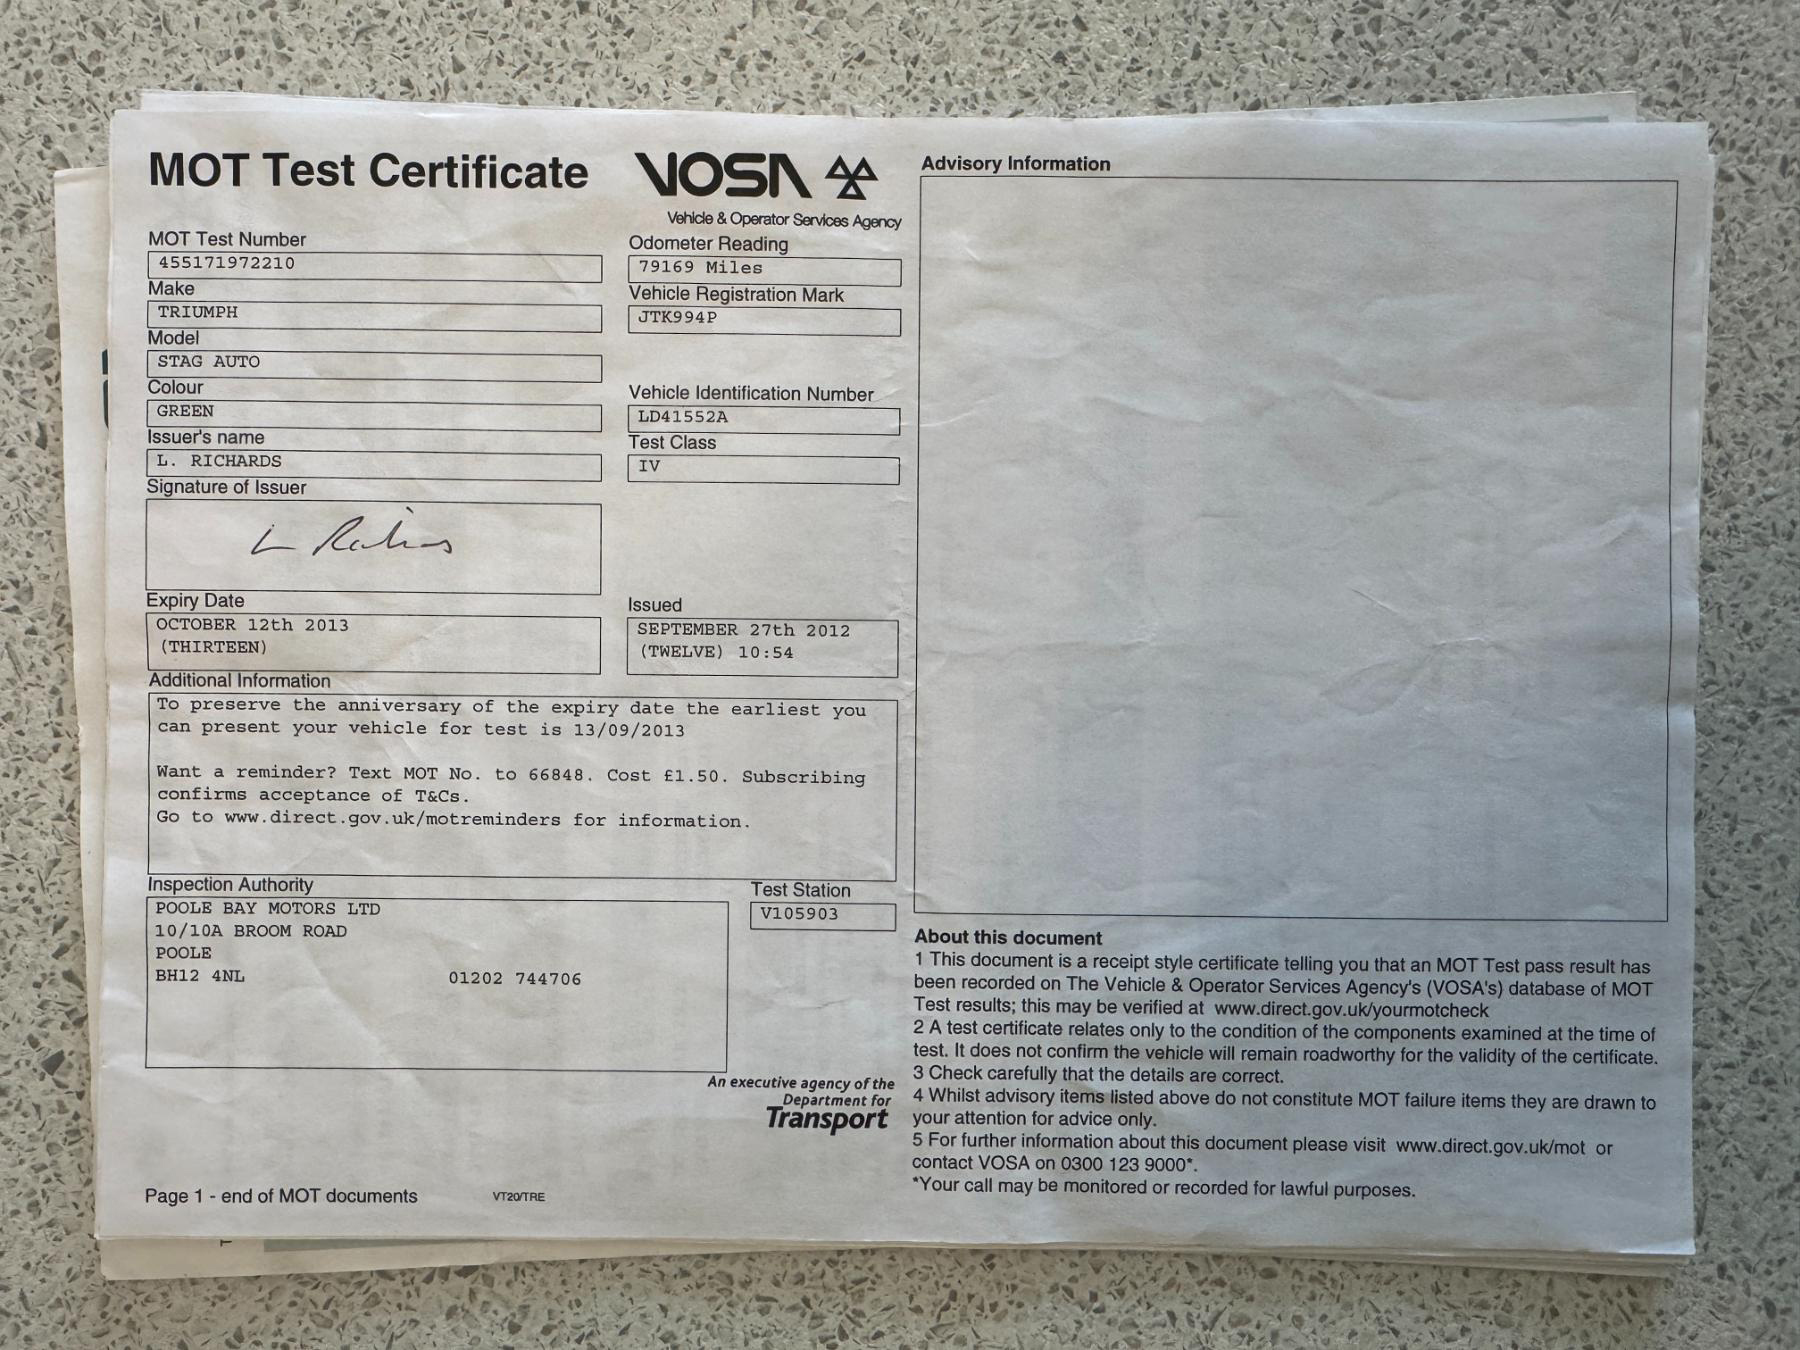 MOT Test Certificate
VOSA
Vehicle & Operator Services Agency
MOT Test Number
455171972210
Make
TRIUMPH
Model
STAG AUTO
Colour
GREEN
Issuer's name
L. RICHARDS
Signature of Issuer
Odometer Reading
79169 Miles
Vehicle Registration Mark
JTK994P
Vehicle Identification Number
LD41552A
Test Class
IV
Expiry Date
OCTOBER 12th 2013
(THIRTEEN)
Issued
SEPTEMBER 27th 2012
(TWELVE) 10:54
Additional Information
To preserve the anniversary of the expiry date the earliest you
can present your vehicle for test is 13/09/2013
Want a reminder? Text MOT No. to 66848. Cost £1.50. Subscribing
confirms acceptance of T&Cs.
Go to www.direct.gov.uk/motreminders for information.
Inspection Authority
POOLE BAY MOTORS LTD
10/10A BROOM ROAD
POOLE
BH12 4NL 01202 744706
Test Station
V105903
An executive agency of the
Department for
Transport
Page 1 - end of MOT documents VT20/TRE
Advisory Information
About this document
1 This document is a receipt style certificate telling you that an MOT Test pass result has
been recorded on The Vehicle & Operator Services Agency's (VOSA's) database of MOT
Test results; this may be verified at www.direct.gov.uk/yourmotcheck
2 A test certificate relates only to the condition of the components examined at the time of
test. It does not confirm the vehicle will remain roadworthy for the validity of the certificate.
3 Check carefully that the details are correct.
4 Whilst advisory items listed above do not constitute MOT failure items they are drawn to
your attention for advice only.
5 For further information about this document please visit www.direct.gov.uk/mot or
contact VOSA on 0300 123 9000*.
*Your call may be monitored or recorded for lawful purposes.